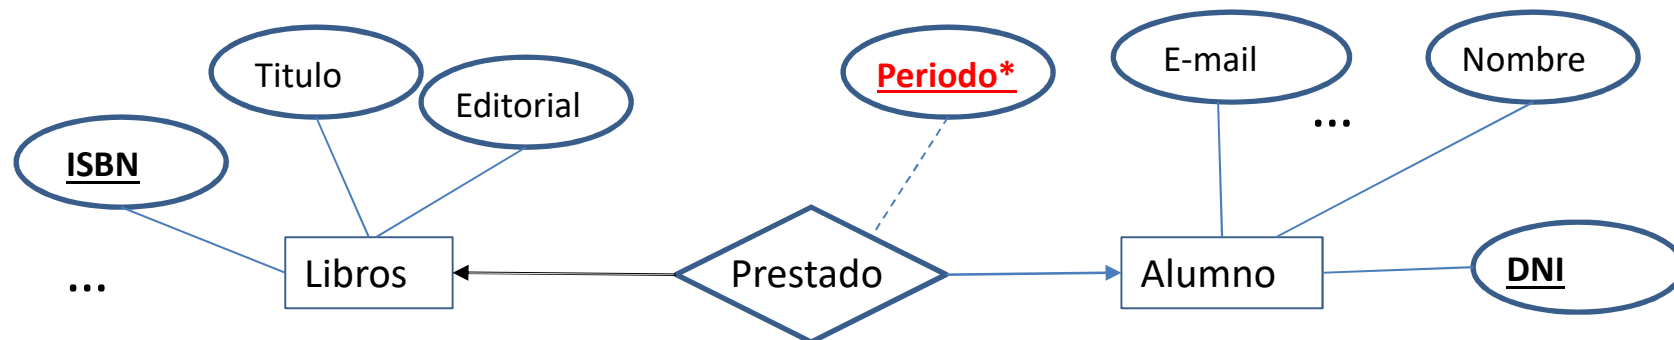 Titulo
Editorial
Periodo*
E-mail
Nombre
...
ISBN
Libros
Prestado
Alumno
DNI
...